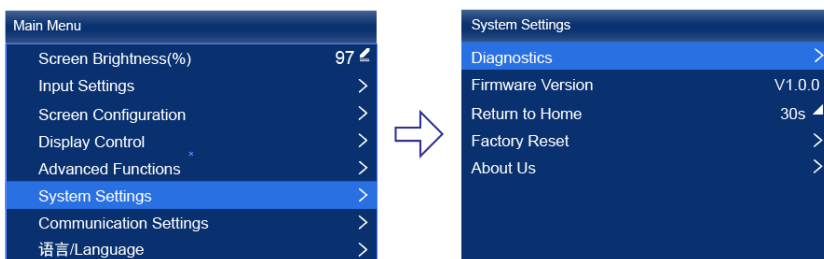 Main Menu
Screen Brightness(%) 97
Input Settings
Screen Configuration
Display Control
Advanced Functions
System Settings
Communication Settings
语言/Language
System Settings
Diagnostics
Firmware Version V1.0.0
Return to Home 30s
Factory Reset
About Us